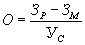 O = (З_Р – З_М) / У_С